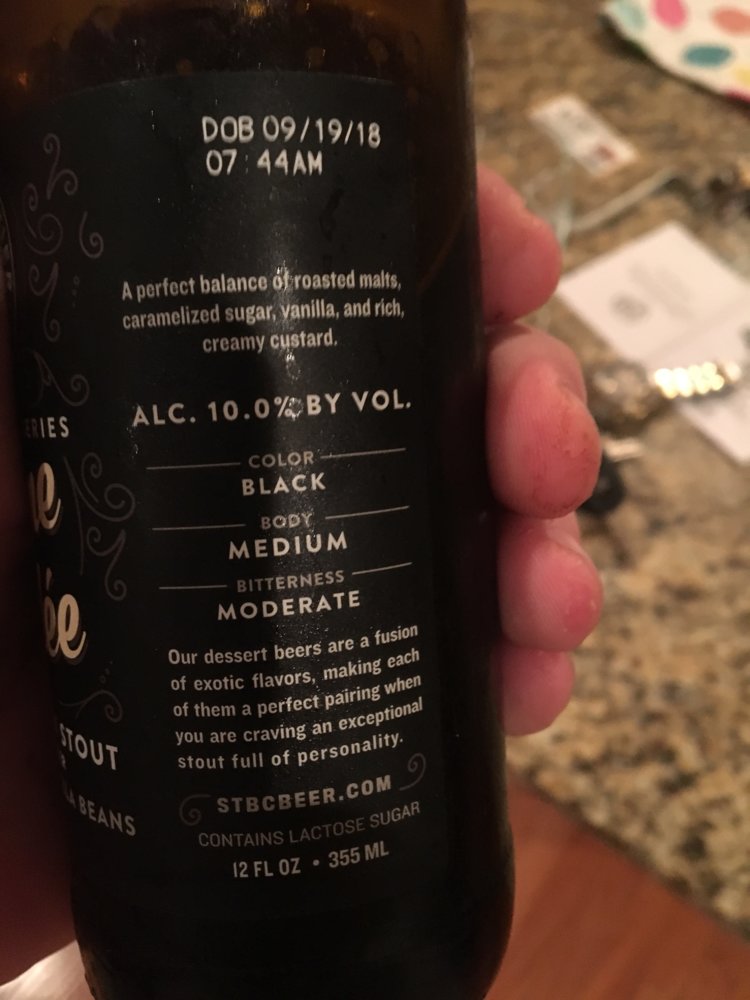 DOB 09/19/18
07:44AM
A perfect balance of roasted malts,
caramelized sugar, vanilla, and rich,
creamy custard.
ALC. 10.0% BY VOL.
COLOR
BLACK
BODY
MEDIUM
BITTERNESS
MODERATE
Our dessert beers are a fusion
of exotic flavors, making each
of them a perfect pairing when
you are craving an exceptional
stout full of personality.
STBCBEER.COM
CONTAINS LACTOSE SUGAR
12 FL OZ • 355 ML
STOUT
BEANS